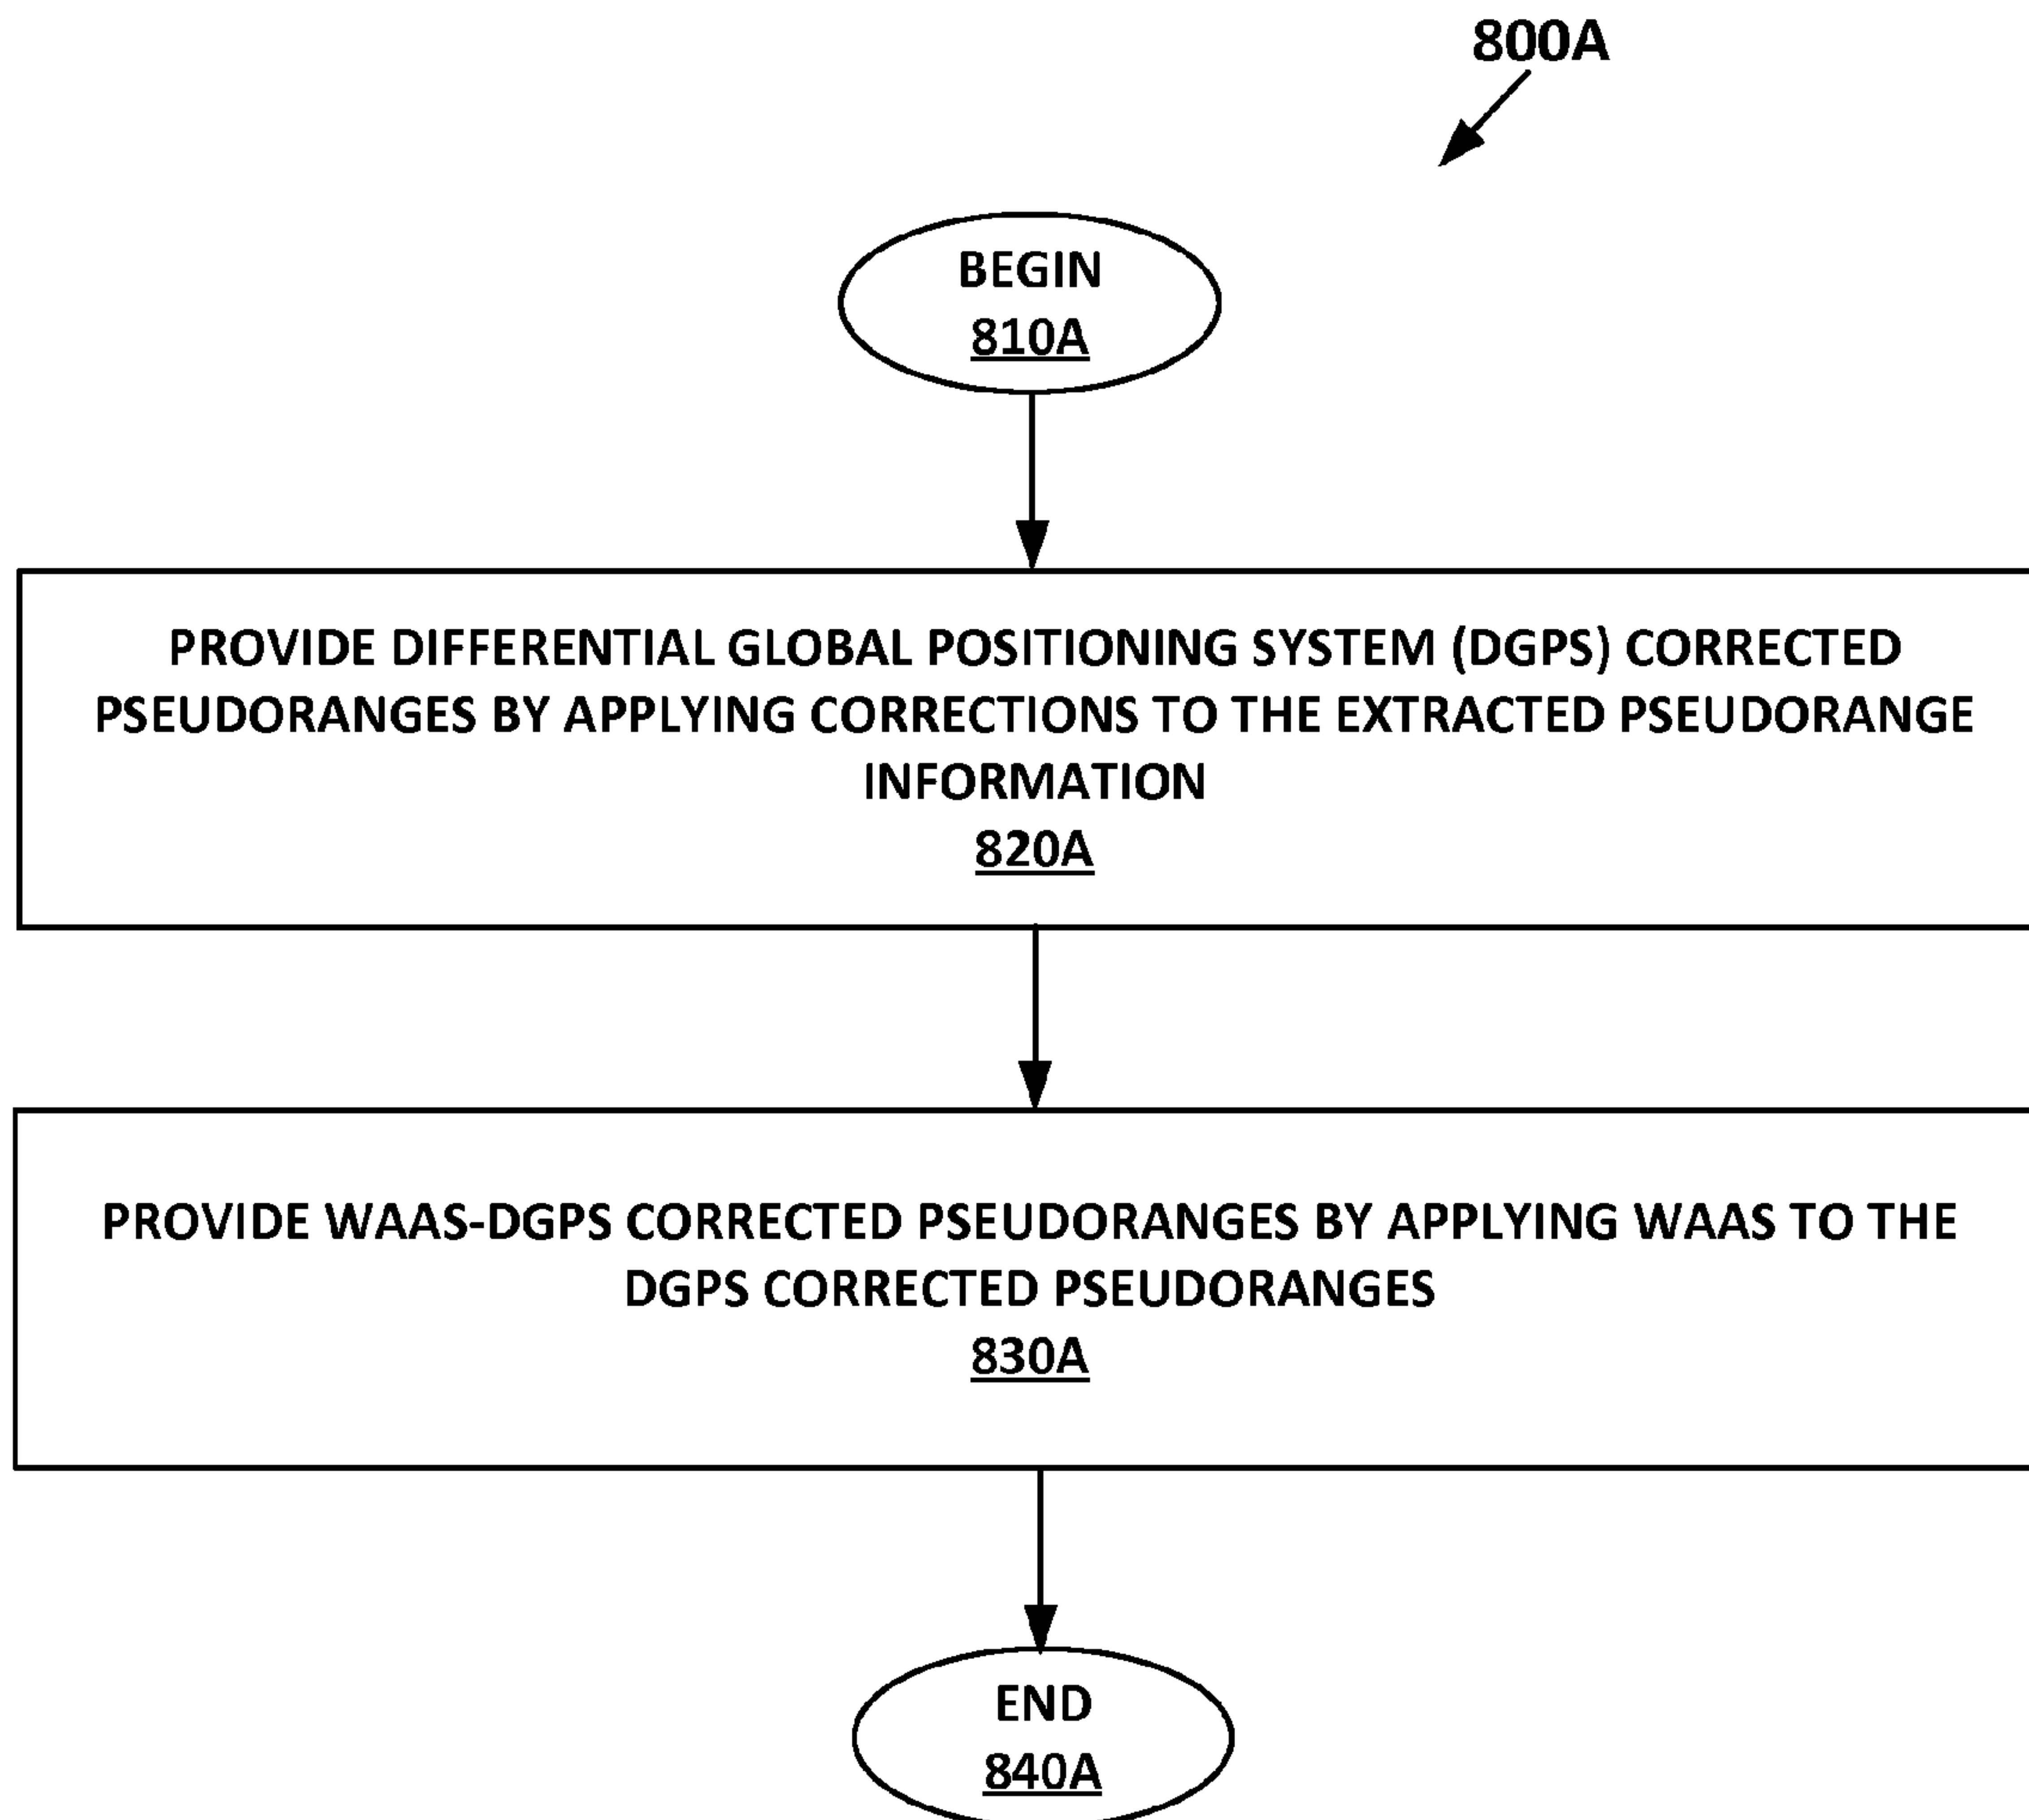 800A
BEGIN
810A
PROVIDE DIFFERENTIAL GLOBAL POSITIONING SYSTEM (DGPS) CORRECTED
PSEUDORANGES BY APPLYING CORRECTIONS TO THE EXTRACTED PSEUDORANGE
INFORMATION
820A
PROVIDE WAAS-DGPS CORRECTED PSEUDORANGES BY APPLYING WAAS TO THE
DGPS CORRECTED PSEUDORANGES
830A
END
840A